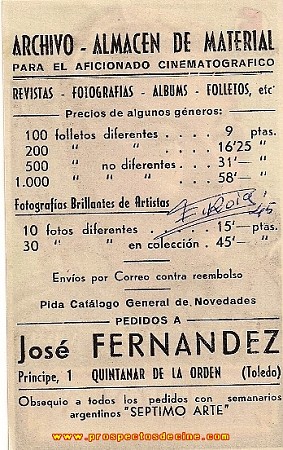 ARCHIVO - ALMACEN DE MATERIAL
PARA EL AFICIONADO CINEMATOGRAFICO
REVISTAS - FOTOGRAFIAS - ALBUMS - FOLLETOS, etc
Precios de algunos géneros:
100 folletos diferentes . . . . 9 ptas.
200 " " . . . . 16'25 "
500 " no diferentes . . . 31'— "
1.000 " " " . . . 58'— "
Fotografías Brillantes de Artistas
10 fotos diferentes . . . . . 15'— ptas.
30 " " en colección . . 45'— "
Envíos por Correo contra reembolso
Pida Catálogo General de Novedades
PEDIDOS A
José FERNANDEZ
Príncipe, 1 QUINTANAR DE LA ORDEN (Toledo)
Obsequio a todos los pedidos con semanarios
argentinos "SEPTIMO ARTE"
www.prospectosdecine.com